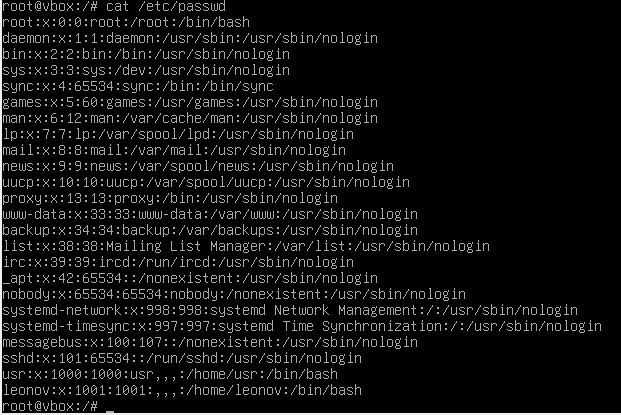 root@vbox:/# cat /etc/passwd
root:x:0:0:root:/root:/bin/bash
daemon:x:1:1:daemon:/usr/sbin:/usr/sbin/nologin
bin:x:2:2:bin:/bin:/usr/sbin/nologin
sys:x:3:3:sys:/dev:/usr/sbin/nologin
sync:x:4:65534:sync:/bin:/bin/sync
games:x:5:60:games:/usr/games:/usr/sbin/nologin
man:x:6:12:man:/var/cache/man:/usr/sbin/nologin
lp:x:7:7:lp:/var/spool/lpd:/usr/sbin/nologin
mail:x:8:8:mail:/var/mail:/usr/sbin/nologin
news:x:9:9:news:/var/spool/news:/usr/sbin/nologin
uucp:x:10:10:uucp:/var/spool/uucp:/usr/sbin/nologin
proxy:x:13:13:proxy:/bin:/usr/sbin/nologin
www-data:x:33:33:www-data:/var/www:/usr/sbin/nologin
backup:x:34:34:backup:/var/backups:/usr/sbin/nologin
list:x:38:38:Mailing List Manager:/var/list:/usr/sbin/nologin
irc:x:39:39:ircd:/run/ircd:/usr/sbin/nologin
_apt:x:42:65534::/nonexistent:/usr/sbin/nologin
nobody:x:65534:65534:nobody:/nonexistent:/usr/sbin/nologin
systemd-network:x:998:998:systemd Network Management:/:/usr/sbin/nologin
systemd-timesync:x:997:997:systemd Time Synchronization:/:/usr/sbin/nologin
messagebus:x:100:107::/nonexistent:/usr/sbin/nologin
sshd:x:101:65534::/run/sshd:/usr/sbin/nologin
usr:x:1000:1000:usr,,,:/home/usr:/bin/bash
leonov:x:1001:1001:,,,:/home/leonov:/bin/bash
root@vbox:/# _